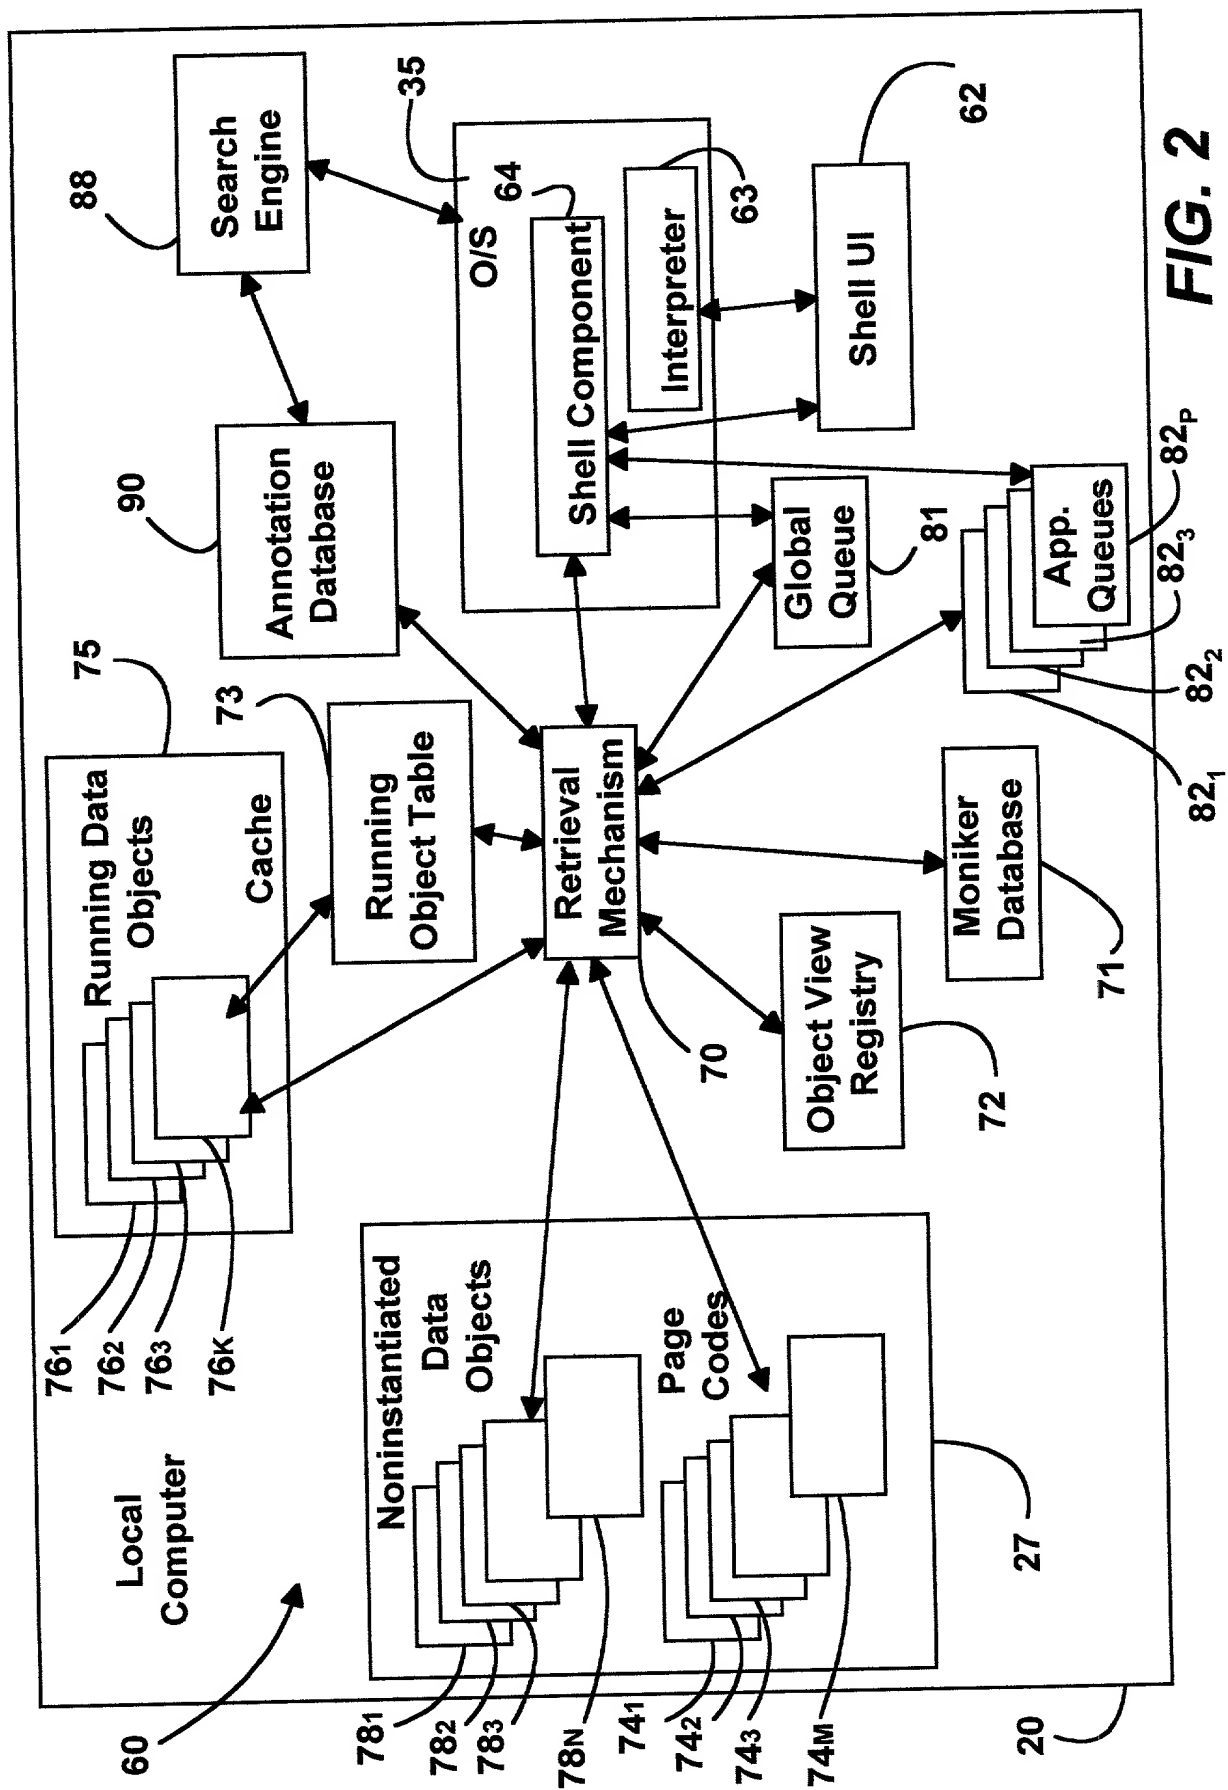 60
Local
Computer
76₁
76₂
76₃
76K
Running Data
Objects
Cache
75
73
Running
Object Table
90
Annotation
Database
88
Search
Engine
35
O/S
64
Shell Component
Interpreter
63
Shell UI
62
Global
Queue
81
App.
Queues
82P
82₃
82₂
82₁
Retrieval
Mechanism
70
Moniker
Database
71
Object View
Registry
72
Noninstantiated
Data
Objects
Page
Codes
78₁
78₂
78₃
78N
74₁
74₂
74₃
74M
27
20
FIG. 2